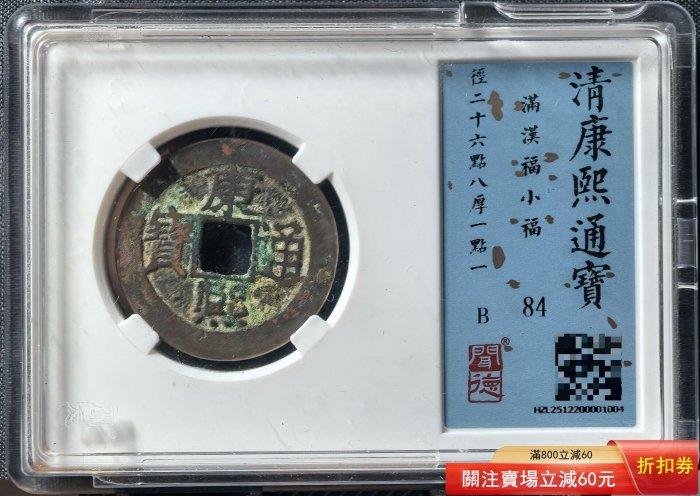 康熙通寳
清康熙通寶
滿漢福小福
徑二十六點八厚一點一
84
B
聞德®
HZL2512200001004
滿800立減60
關注賣場立減60元
折扣券